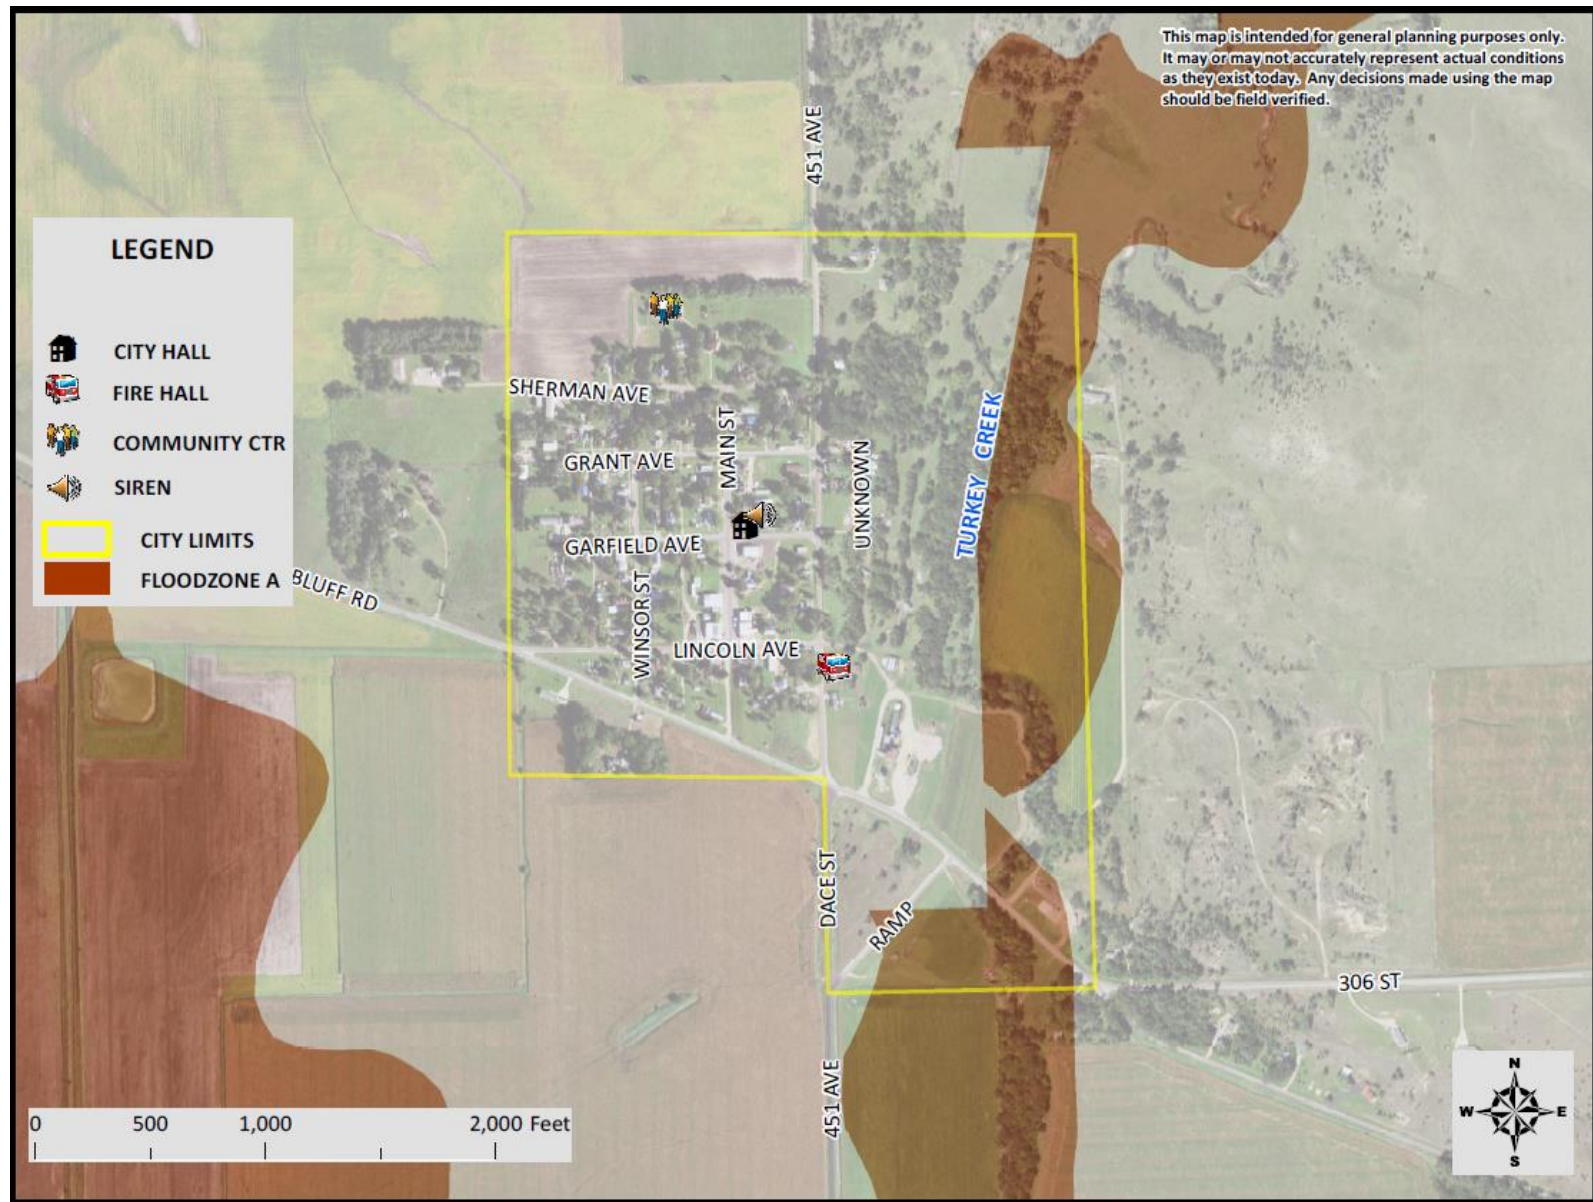 This map is intended for general planning purposes only.
It may or may not accurately represent actual conditions
as they exist today. Any decisions made using the map
should be field verified.
451 AVE
LEGEND
CITY HALL
FIRE HALL
COMMUNITY CTR
SIREN
CITY LIMITS
FLOODZONE A
SHERMAN AVE
MAIN ST
GRANT AVE
UNKNOWN
TURKEY CREEK
GARFIELD AVE
BLUFF RD
WINSOR ST
LINCOLN AVE
DACE ST
RAMP
306 ST
451 AVE
0 500 1,000 2,000 Feet
N
W E
S